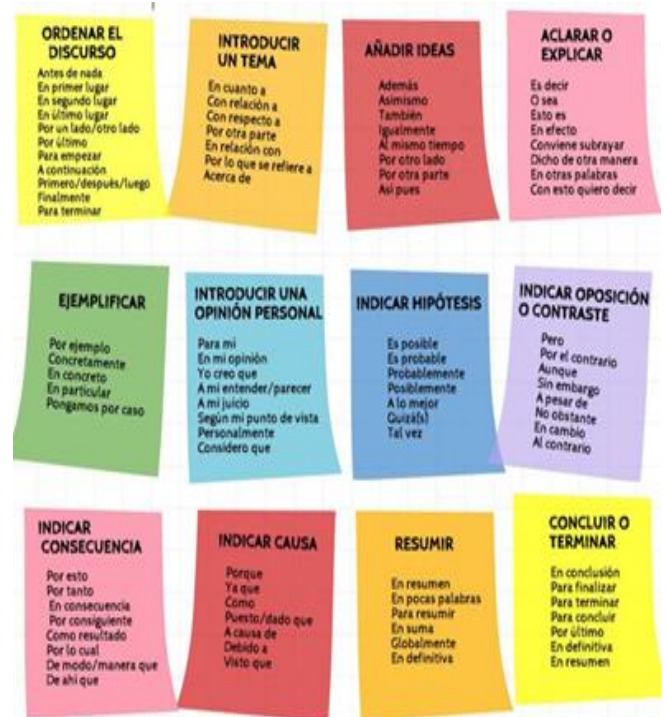 ORDENAR EL
DISCURSO
Antes de nada
En primer lugar
En segundo lugar
En último lugar
Por un lado/otro lado
Por último
Para empezar
A continuación
Primero/después/luego
Finalmente
Para terminar
INTRODUCIR
UN TEMA
En cuanto a
Con relación a
Con respecto a
Por otra parte
En relación con
Por lo que se refiere a
Acerca de
AÑADIR IDEAS
Además
Asimismo
También
Igualmente
Al mismo tiempo
Por otro lado
Por otra parte
Así pues
ACLARAR O
EXPLICAR
Es decir
O sea
Esto es
En efecto
Conviene subrayar
Dicho de otra manera
En otras palabras
Con esto quiero decir
EJEMPLIFICAR
Por ejemplo
Concretamente
En concreto
En particular
Pongamos por caso
INTRODUCIR UNA
OPINIÓN PERSONAL
Para mi
En mi opinión
Yo creo que
A mi entender/parecer
A mi juicio
Según mi punto de vista
Personalmente
Considero que
INDICAR HIPÓTESIS
Es posible
Es probable
Probablemente
Posiblemente
A lo mejor
Quizá(s)
Tal vez
INDICAR OPOSICIÓN
O CONTRASTE
Pero
Por el contrario
Aunque
Sin embargo
A pesar de
No obstante
En cambio
Al contrario
INDICAR
CONSECUENCIA
Por esto
Por tanto
En consecuencia
Por consiguiente
Como resultado
Por lo cual
De modo/manera que
De ahí que
INDICAR CAUSA
Porque
Ya que
Como
Puesto/dado que
A causa de
Debido a
Visto que
RESUMIR
En resumen
En pocas palabras
Para resumir
En suma
Globalmente
En definitiva
CONCLUIR O
TERMINAR
En conclusión
Para finalizar
Para terminar
Para concluir
Por último
En definitiva
En resumen